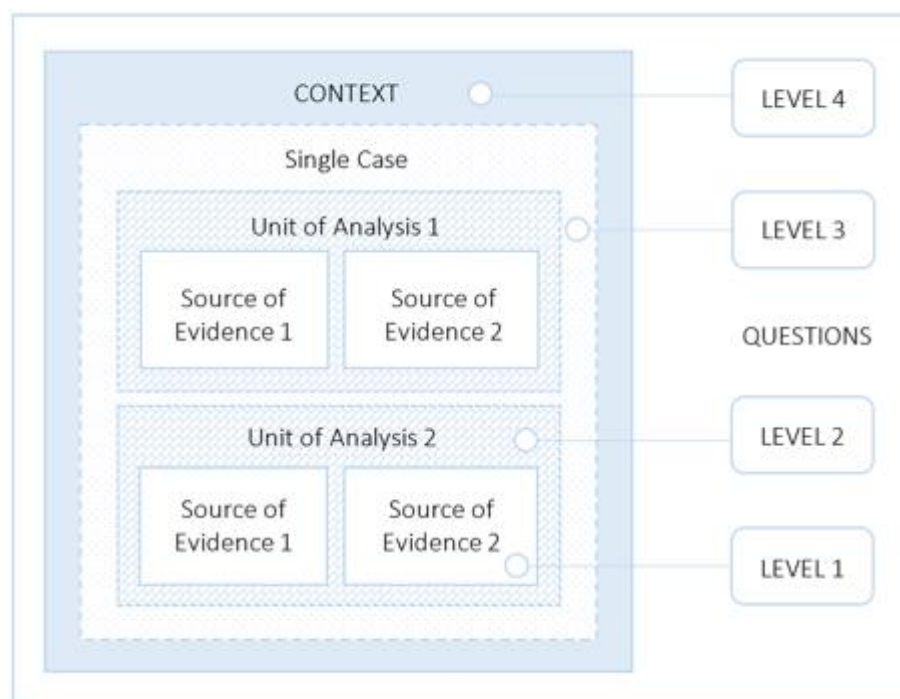 CONTEXT
LEVEL 4
Single Case
Unit of Analysis 1
LEVEL 3
Source of
Evidence 1
Source of
Evidence 2
QUESTIONS
Unit of Analysis 2
LEVEL 2
Source of
Evidence 1
Source of
Evidence 2
LEVEL 1